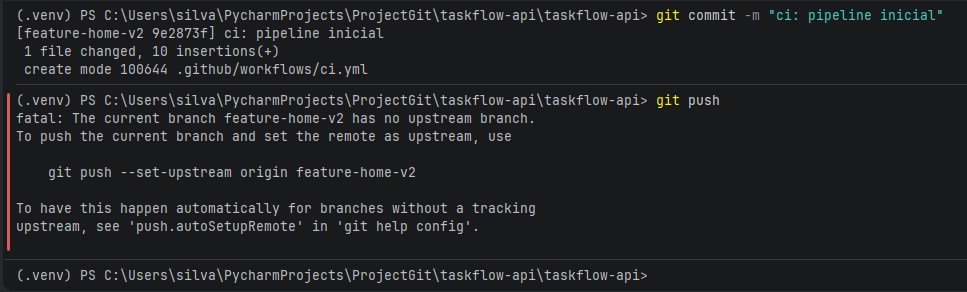 (.venv) PS C:\Users\silva\PycharmProjects\ProjectGit\taskflow-api\taskflow-api> git commit -m "ci: pipeline inicial"
[feature-home-v2 9e2873f] ci: pipeline inicial
 1 file changed, 10 insertions(+)
 create mode 100644 .github/workflows/ci.yml
(.venv) PS C:\Users\silva\PycharmProjects\ProjectGit\taskflow-api\taskflow-api> git push
fatal: The current branch feature-home-v2 has no upstream branch.
To push the current branch and set the remote as upstream, use
    git push --set-upstream origin feature-home-v2
To have this happen automatically for branches without a tracking
upstream, see 'push.autoSetupRemote' in 'git help config'.
(.venv) PS C:\Users\silva\PycharmProjects\ProjectGit\taskflow-api\taskflow-api>